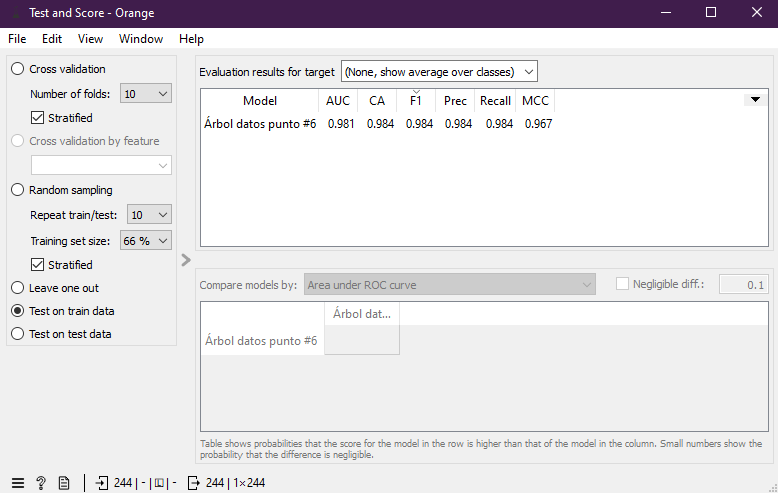 Test and Score - Orange
File Edit View Window Help
Cross validation
Number of folds: 10
Stratified
Cross validation by feature
Random sampling
Repeat train/test: 10
Training set size: 66 %
Stratified
Leave one out
Test on train data
Test on test data
Evaluation results for target (None, show average over classes)
Model AUC CA F1 Prec Recall MCC
Árbol datos punto #6 0.981 0.984 0.984 0.984 0.984 0.967
Compare models by: Area under ROC curve Negligible diff.: 0.1
Árbol dat...
Árbol datos punto #6
Table shows probabilities that the score for the model in the row is higher than that of the model in the column. Small numbers show the
probability that the difference is negligible.
244 | - | - 244 | 1×244